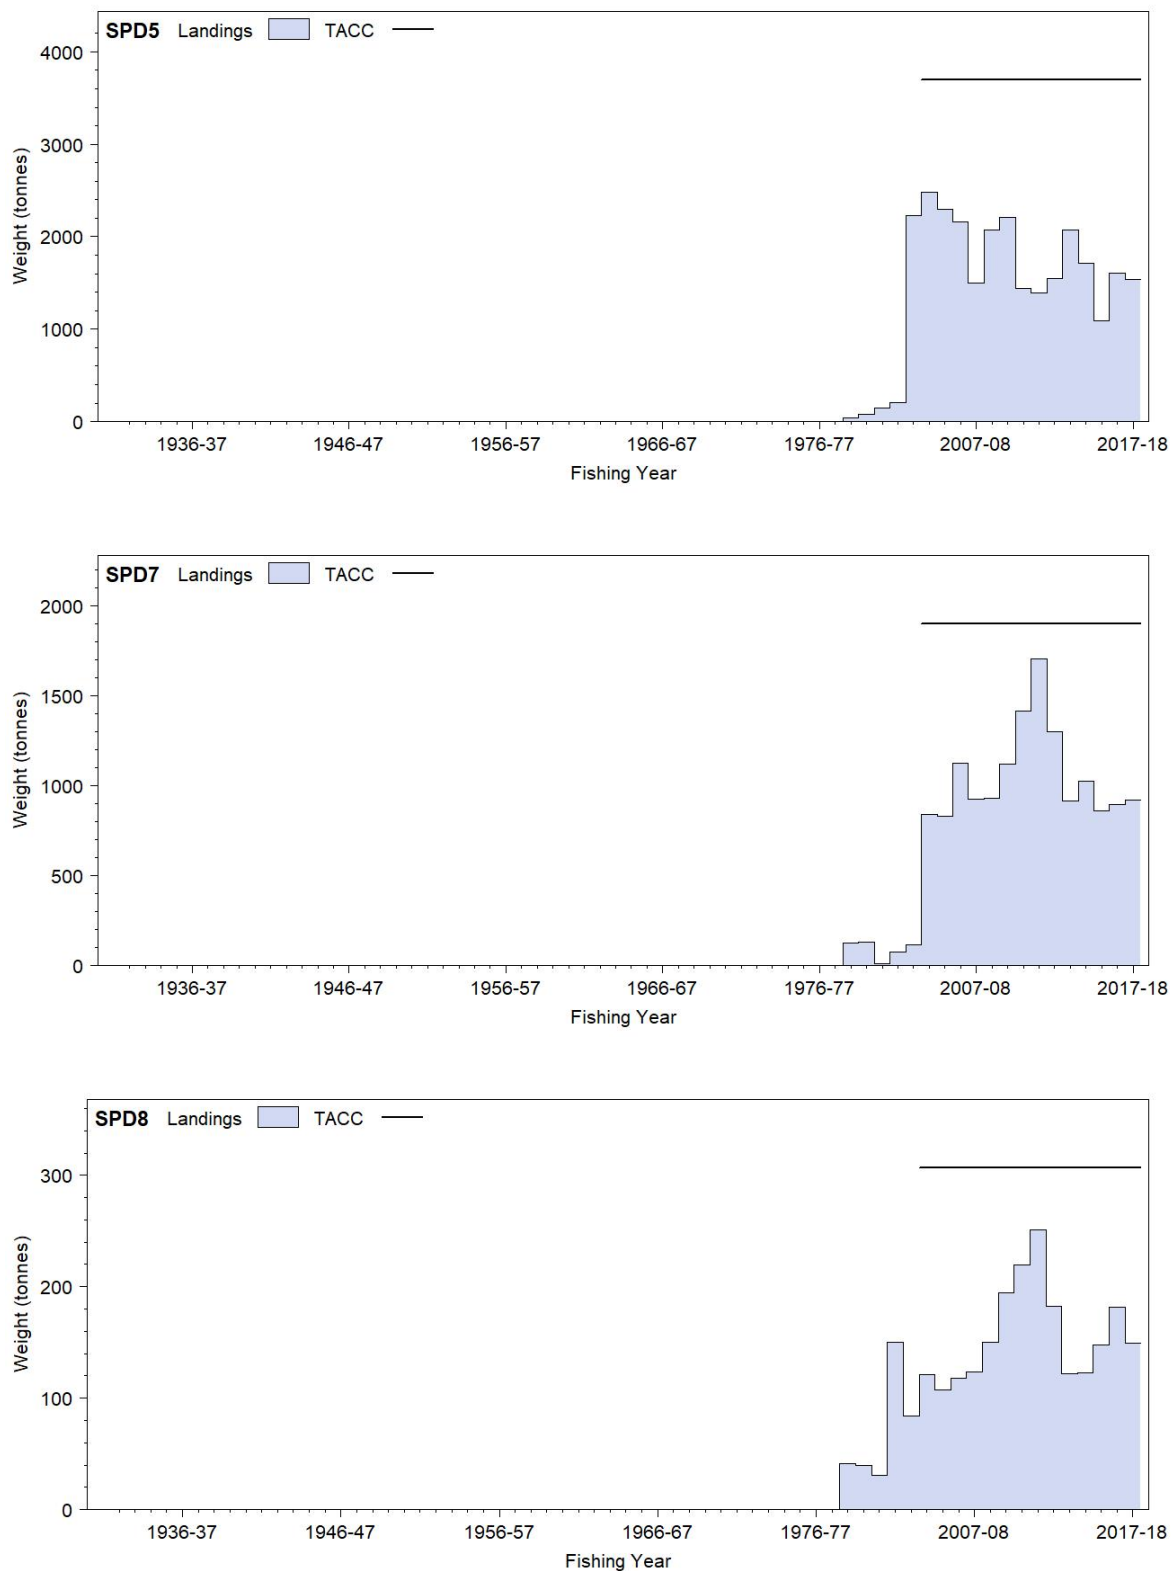 SPD5 Landings TACC
4000
3000
2000
1000
0
Weight (tonnes)
1936-37 1946-47 1956-57 1966-67 1976-77 2007-08 2017-18
Fishing Year
SPD7 Landings TACC
2000
1500
1000
500
0
Weight (tonnes)
1936-37 1946-47 1956-57 1966-67 1976-77 2007-08 2017-18
Fishing Year
SPD8 Landings TACC
300
200
100
0
Weight (tonnes)
1936-37 1946-47 1956-57 1966-67 1976-77 2007-08 2017-18
Fishing Year